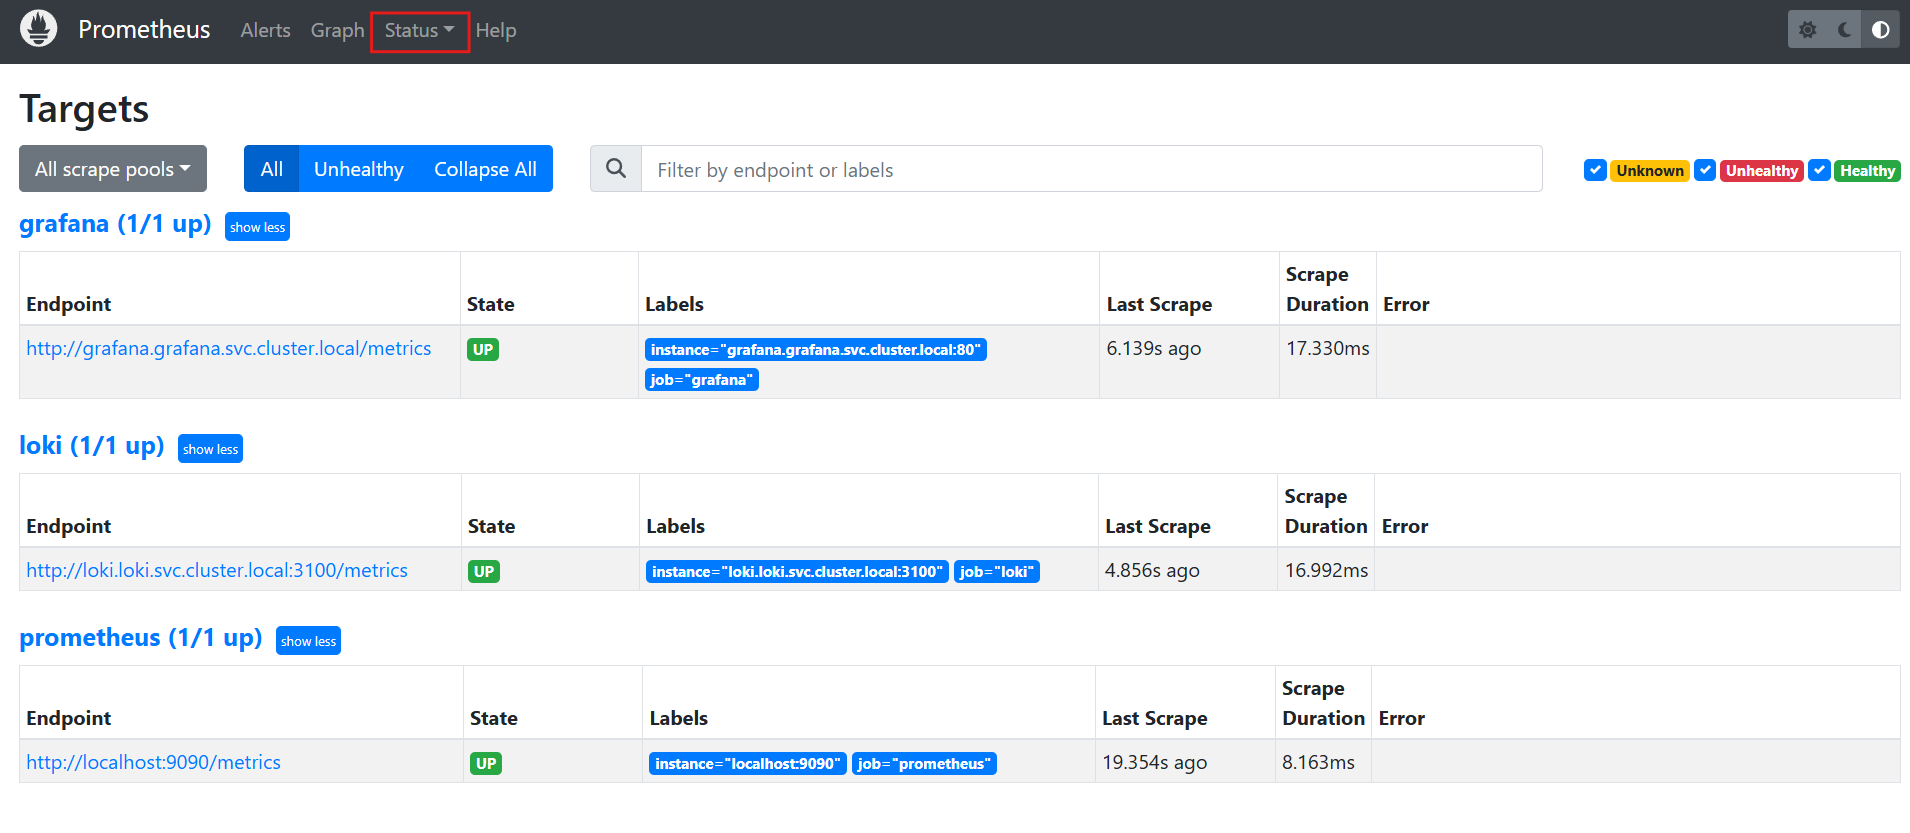 Prometheus Alerts Graph Status Help
Targets
All scrape pools All Unhealthy Collapse All Filter by endpoint or labels Unknown Unhealthy Healthy
grafana (1/1 up) show less
Endpoint State Labels Last Scrape Scrape Duration Error
http://grafana.grafana.svc.cluster.local/metrics UP instance="grafana.grafana.svc.cluster.local:80" 6.139s ago 17.330ms
job="grafana"
loki (1/1 up) show less
Endpoint State Labels Last Scrape Scrape Duration Error
http://loki.loki.svc.cluster.local:3100/metrics UP instance="loki.loki.svc.cluster.local:3100" job="loki" 4.856s ago 16.992ms
prometheus (1/1 up) show less
Endpoint State Labels Last Scrape Scrape Duration Error
http://localhost:9090/metrics UP instance="localhost:9090" job="prometheus" 19.354s ago 8.163ms